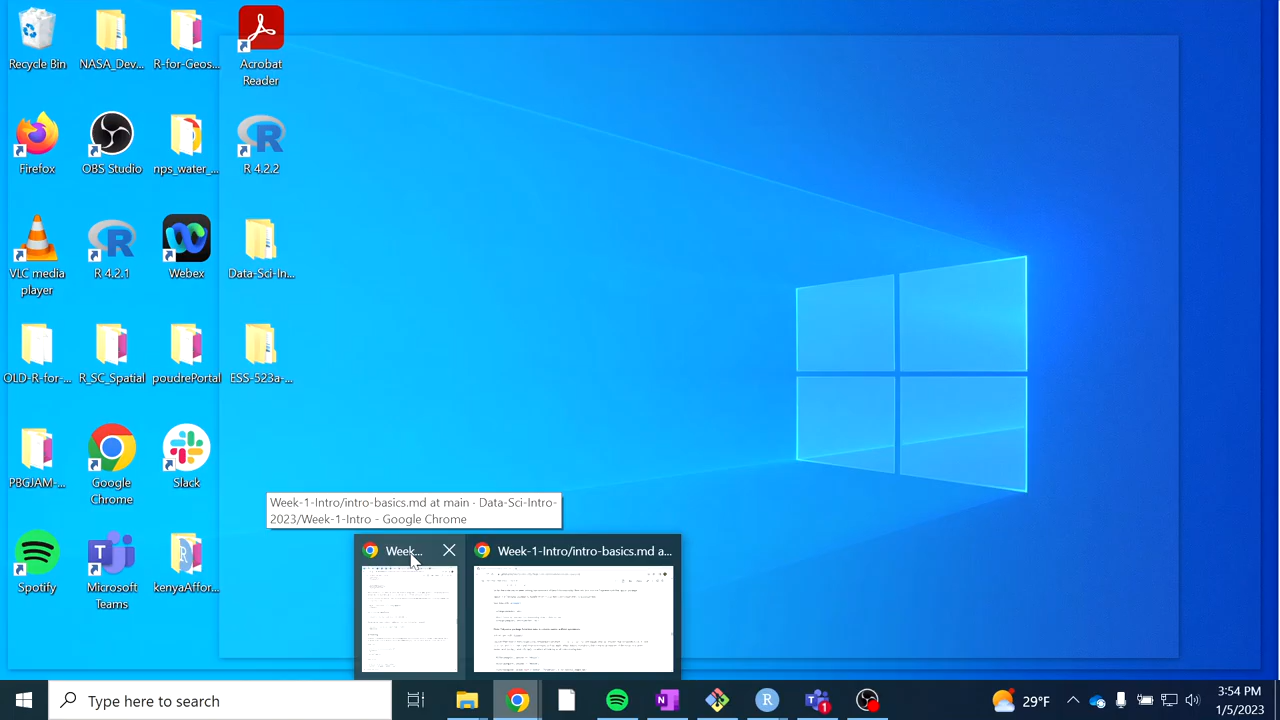 Recycle Bin
NASA_Dev...
R-for-Geos...
Acrobat
Reader
Firefox
OBS Studio
nps_water_...
R 4.2.2
VLC media
player
R 4.2.1
Webex
Data-Sci-In...
OLD-R-for-...
R_SC_Spatial
poudrePortal
ESS-523a-...
PBGJAM-...
Google
Chrome
Slack
Week-1-Intro/intro-basics.md at main · Data-Sci-Intro-
2023/Week-1-Intro - Google Chrome
Week...
Week-1-Intro/intro-basics.md a...
Spotify
Microsoft
Teams
kenyaAffo...
Type here to search
29°F
3:54 PM
1/5/2023